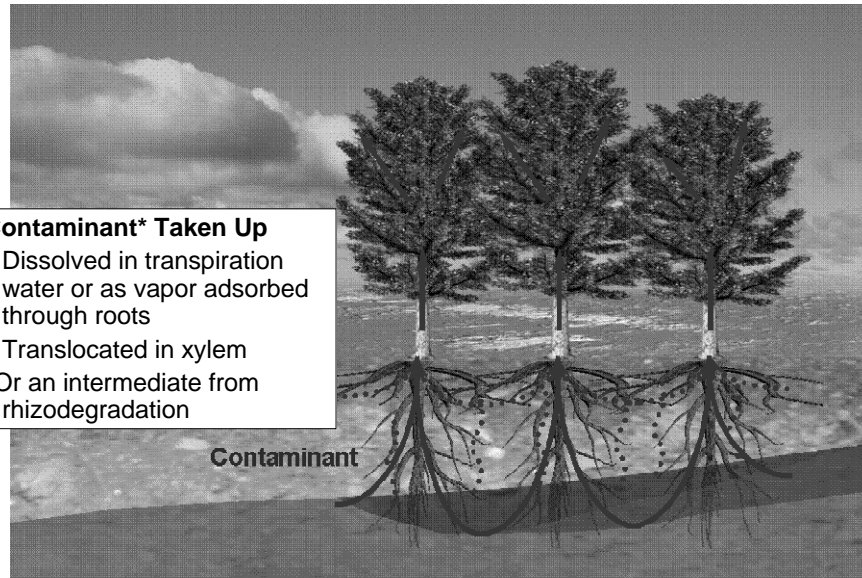 ontaminant* Taken Up
Dissolved in transpiration
water or as vapor adsorbed
through roots
Translocated in xylem
Or an intermediate from
rhizodegradation
Contaminant